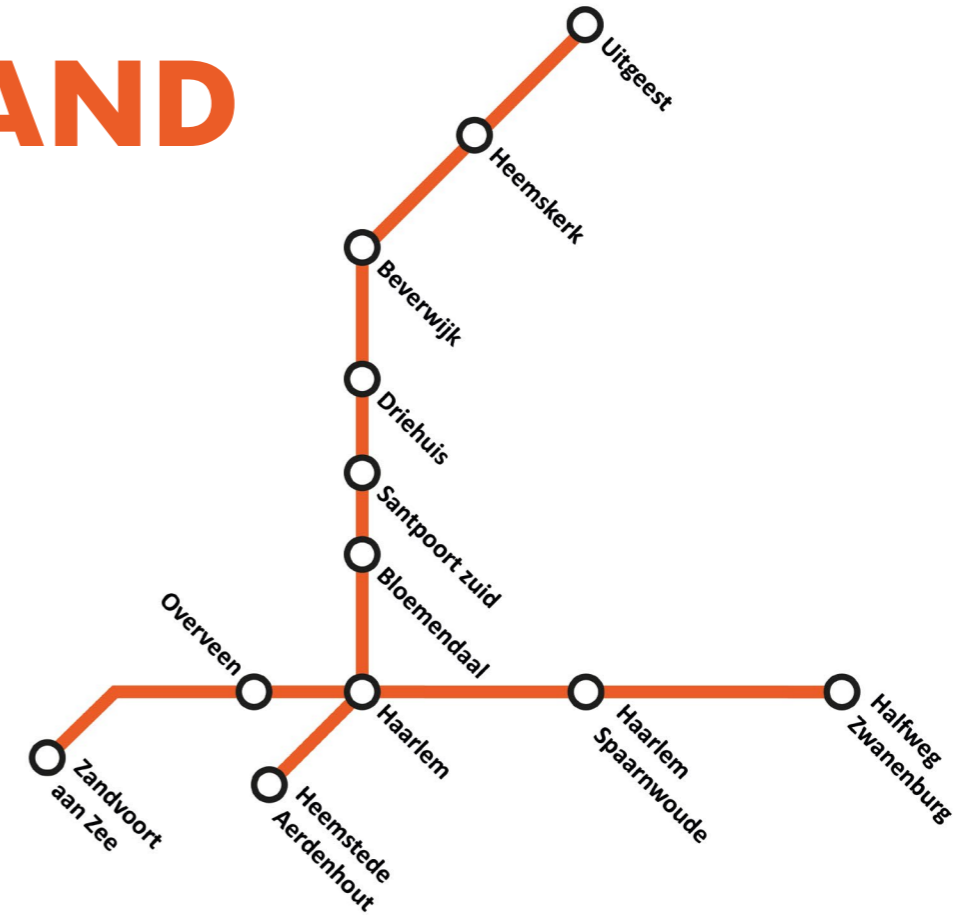 AND
Uitgeest
Heemskerk
Beverwijk
Driehuis
Santpoort zuid
Bloemendaal
Overveen
Haarlem
Haarlem
Spaarnwoude
Halfweg
Zwanenburg
Zandvoort
aan Zee
Heemstede
Aerdenhout